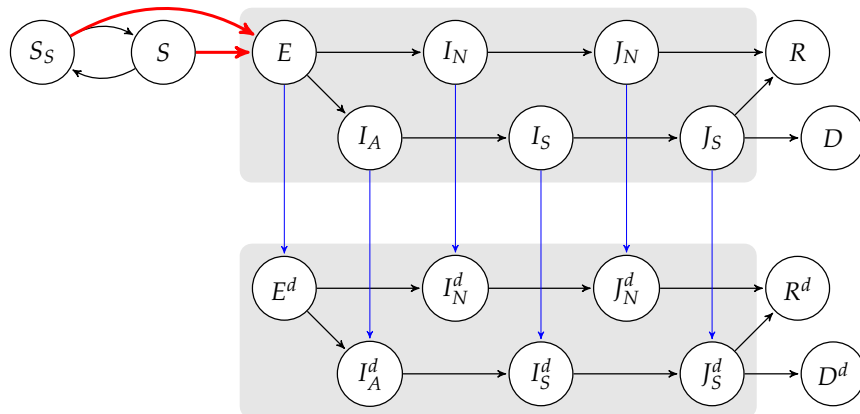 S_S S E I_N J_N R
I_A I_S J_S D
E^d I_N^d J_N^d R^d
I_A^d I_S^d J_S^d D^d